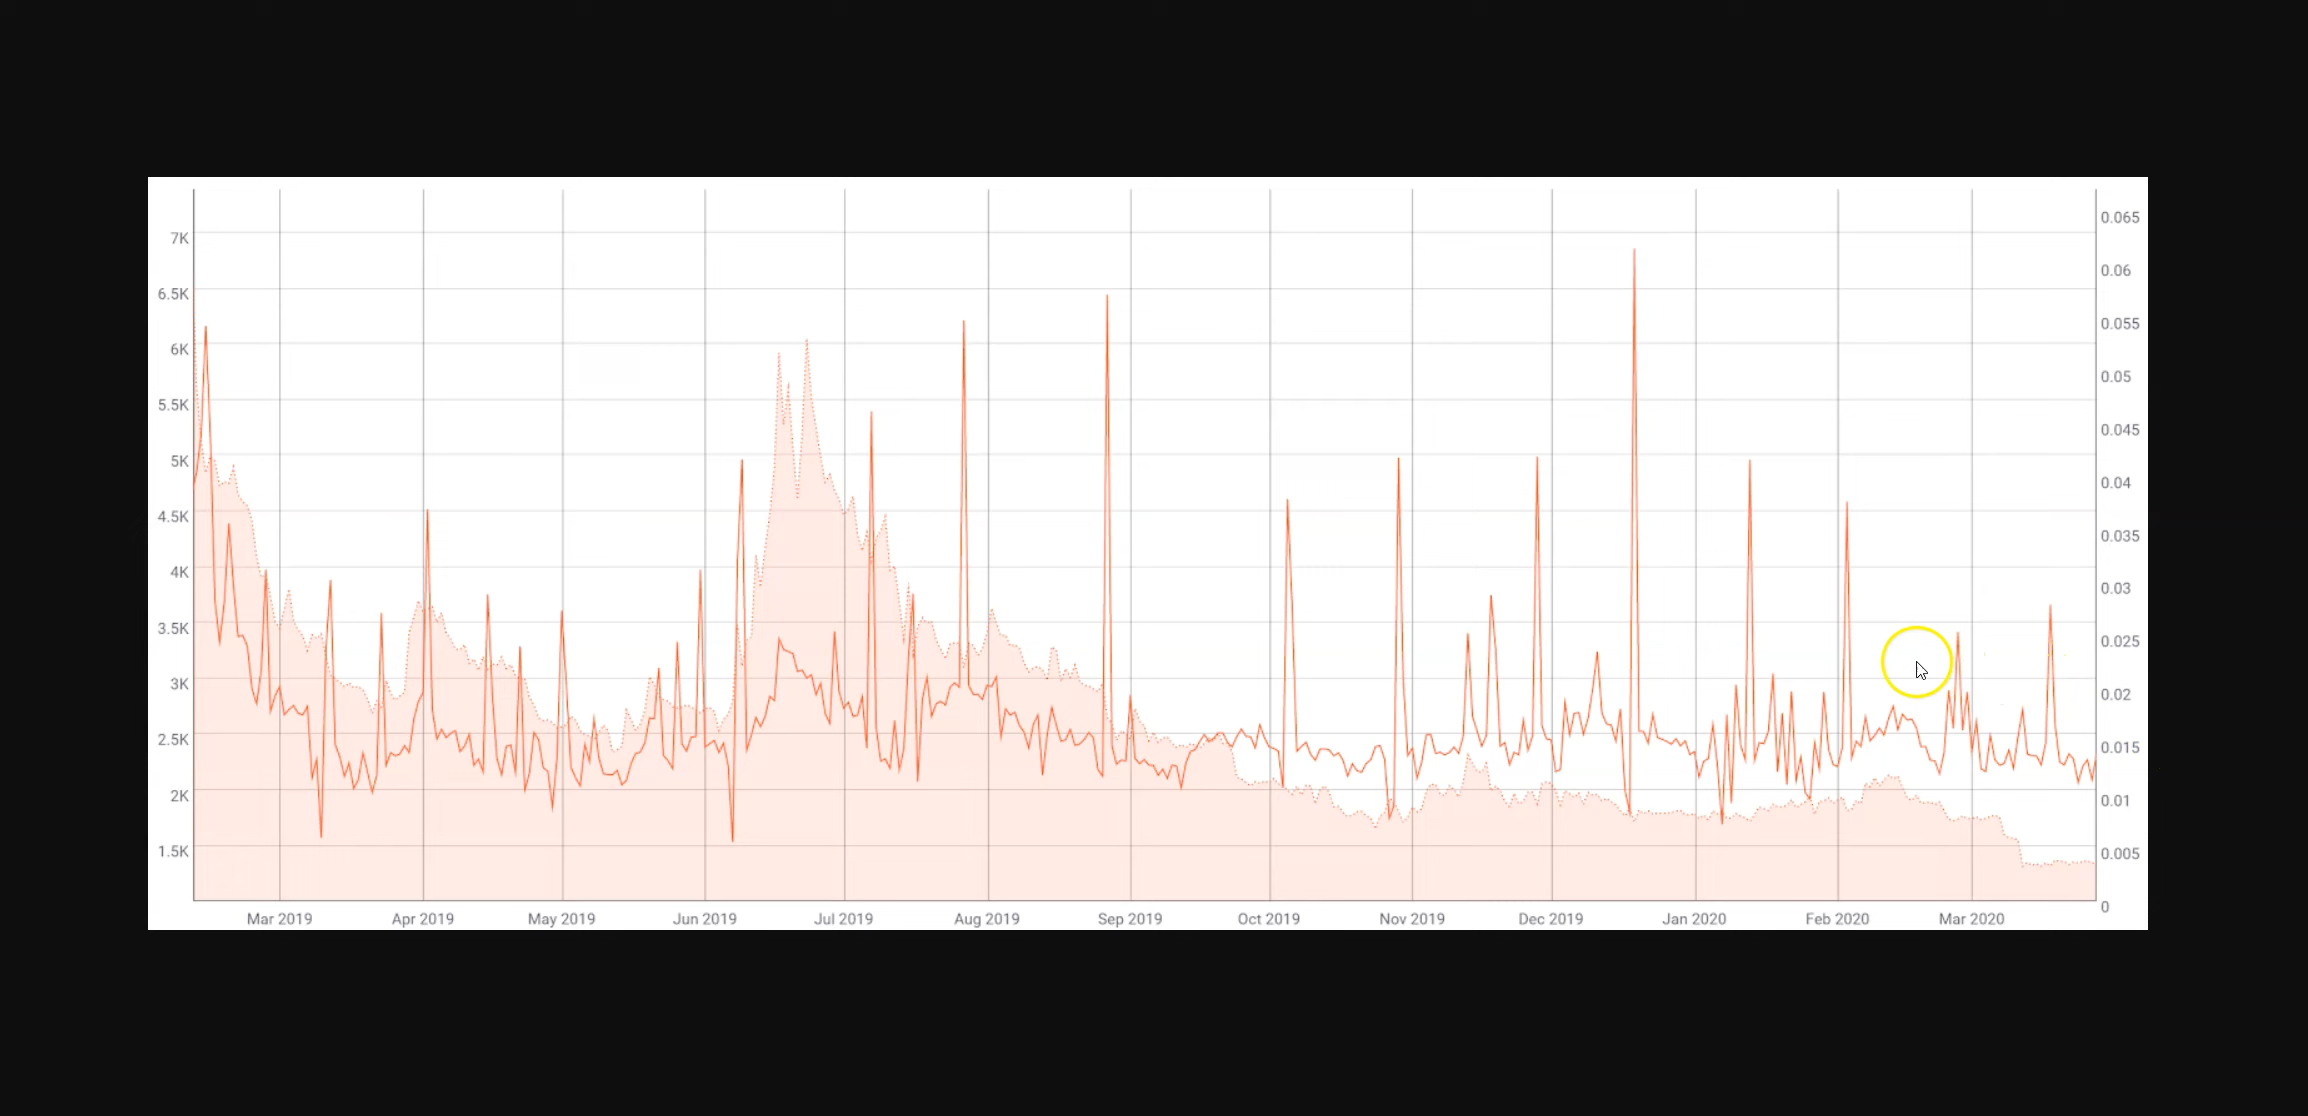 7K
6.5K
6K
5.5K
5K
4.5K
4K
3.5K
3K
2.5K
2K
1.5K
0.065
0.06
0.055
0.05
0.045
0.04
0.035
0.03
0.025
0.02
0.015
0.01
0.005
0
Mar 2019 Apr 2019 May 2019 Jun 2019 Jul 2019 Aug 2019 Sep 2019 Oct 2019 Nov 2019 Dec 2019 Jan 2020 Feb 2020 Mar 2020